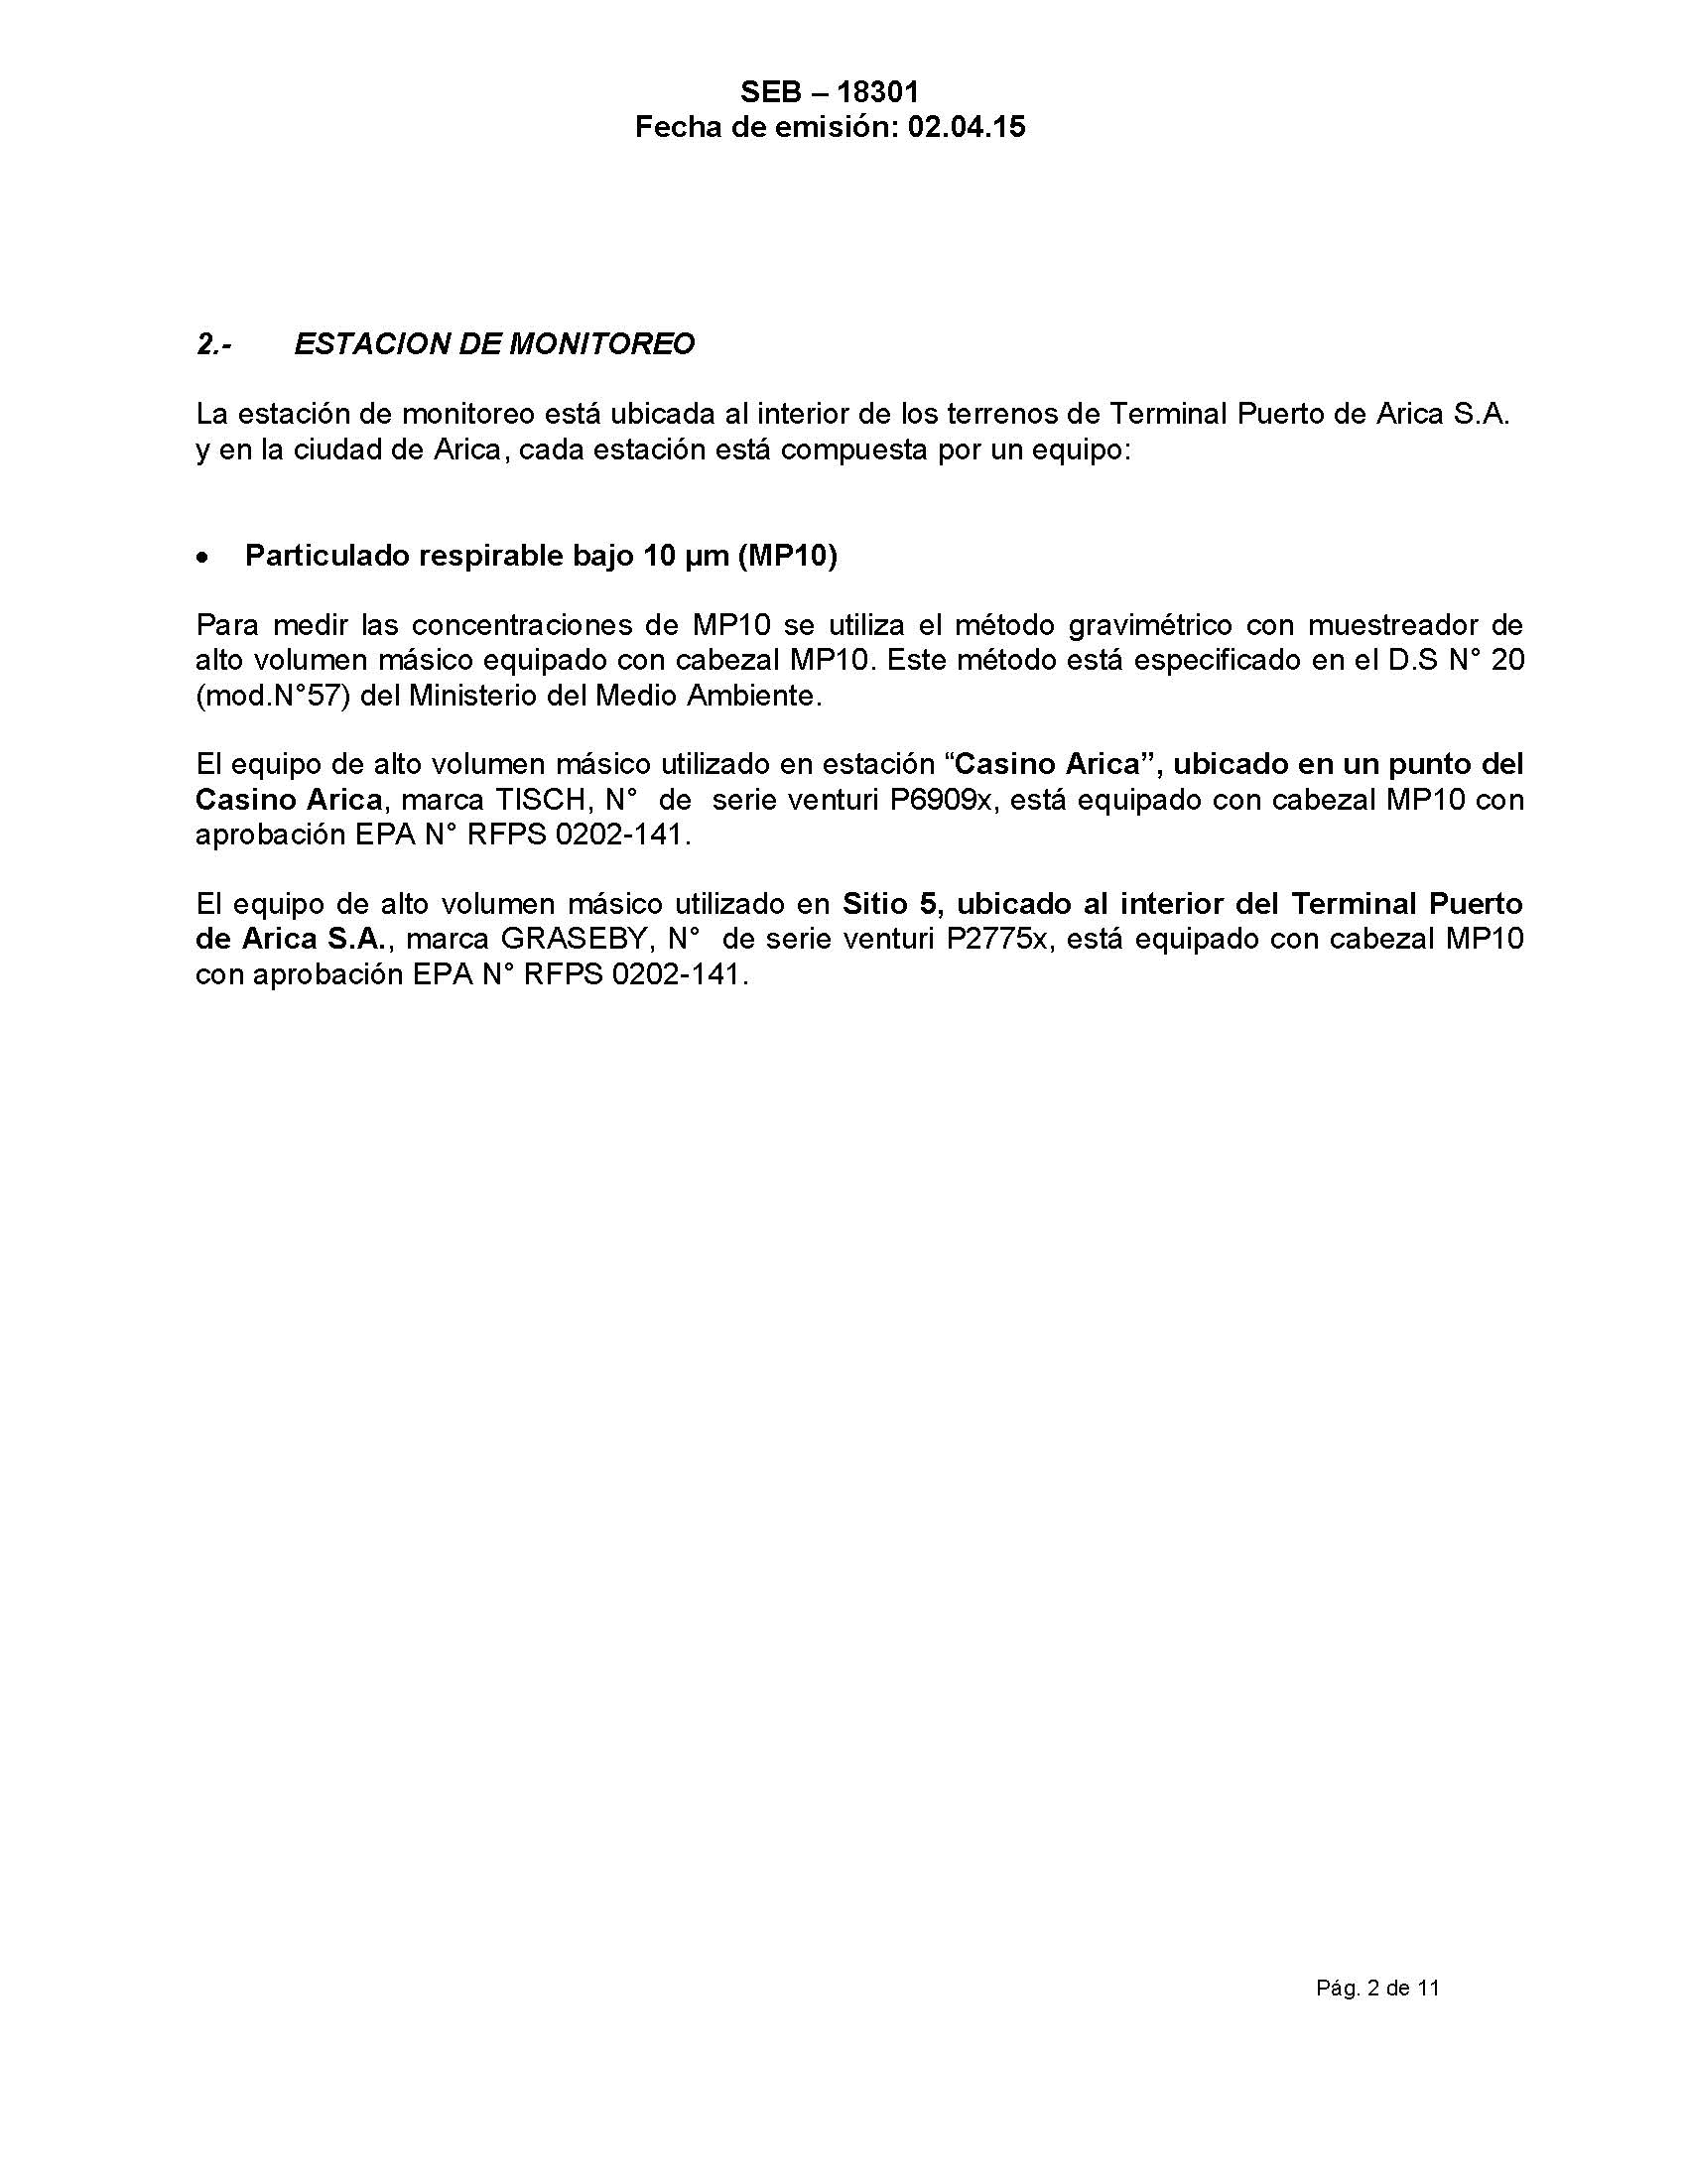 SEB – 18301
Fecha de emisión: 02.04.15
2.- ESTACION DE MONITOREO
La estación de monitoreo está ubicada al interior de los terrenos de Terminal Puerto de Arica S.A.
y en la ciudad de Arica, cada estación está compuesta por un equipo:
• Particulado respirable bajo 10 µm (MP10)
Para medir las concentraciones de MP10 se utiliza el método gravimétrico con muestreador de
alto volumen másico equipado con cabezal MP10. Este método está especificado en el D.S N° 20
(mod.N°57) del Ministerio del Medio Ambiente.
El equipo de alto volumen másico utilizado en estación “Casino Arica”, ubicado en un punto del
Casino Arica, marca TISCH, N° de serie venturi P6909x, está equipado con cabezal MP10 con
aprobación EPA N° RFPS 0202-141.
El equipo de alto volumen másico utilizado en Sitio 5, ubicado al interior del Terminal Puerto
de Arica S.A., marca GRASEBY, N° de serie venturi P2775x, está equipado con cabezal MP10
con aprobación EPA N° RFPS 0202-141.
Pág. 2 de 11